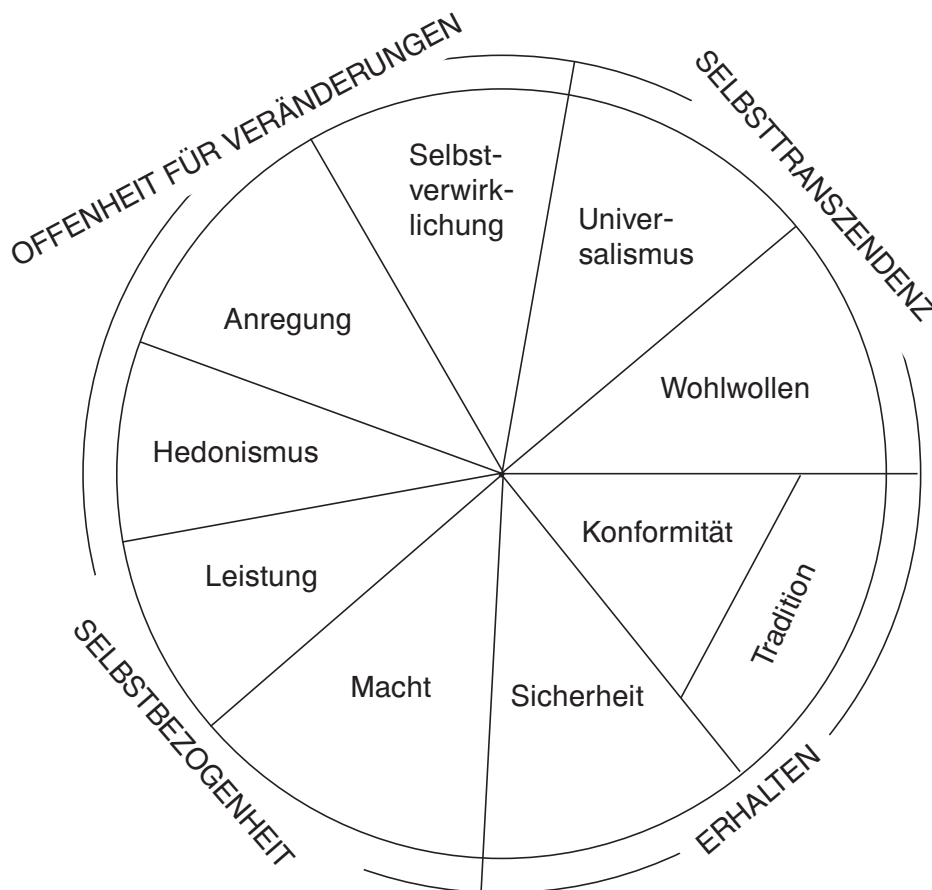 OFFENHEIT FÜR VERÄNDERUNGEN
SELBSTTRANSZENDENZ
Selbst-
verwirk-
lichung
Univer-
salismus
Anregung
Wohlwollen
Hedonismus
Konformität
Leistung
Tradition
Macht
Sicherheit
SELBSTBEZOGENHEIT
ERHALTEN